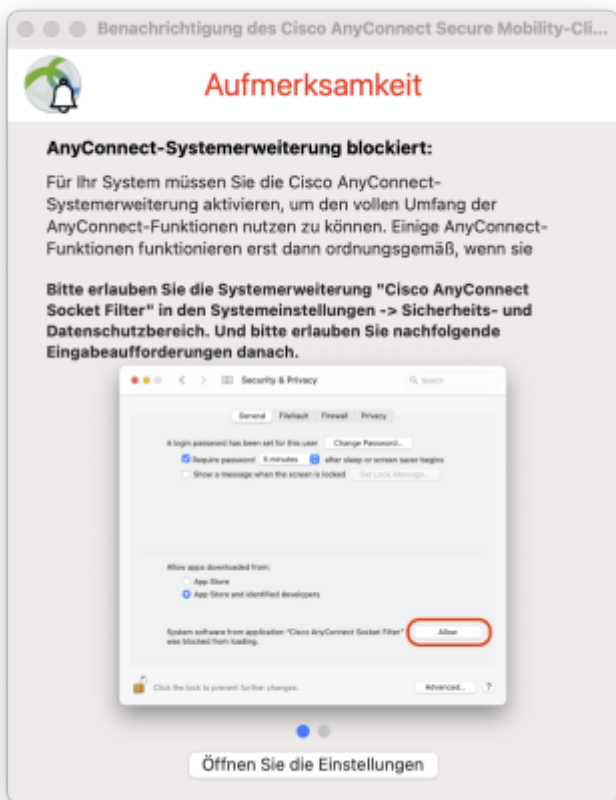 Benachrichtigung des Cisco AnyConnect Secure Mobility-Cli...
Aufmerksamkeit
AnyConnect-Systemerweiterung blockiert:
Für Ihr System müssen Sie die Cisco AnyConnect-
Systemerweiterung aktivieren, um den vollen Umfang der
AnyConnect-Funktionen nutzen zu können. Einige AnyConnect-
Funktionen funktionieren erst dann ordnungsgemäß, wenn sie
Bitte erlauben Sie die Systemerweiterung "Cisco AnyConnect
Socket Filter" in den Systemeinstellungen -> Sicherheits- und
Datenschutzbereich. Und bitte erlauben Sie nachfolgende
Eingabeaufforderungen danach.
Security & Privacy
Search
General FileVault Firewall Privacy
A login password has been set for this user Change Password...
Require password 5 minutes after sleep or screen saver begins
Show a message when the screen is locked Set Lock Message...
Allow apps downloaded from:
App Store
App Store and identified developers
System software from application "Cisco AnyConnect Socket Filter" Allow
was blocked from loading.
Click the lock to prevent further changes. Advanced... ?
Öffnen Sie die Einstellungen